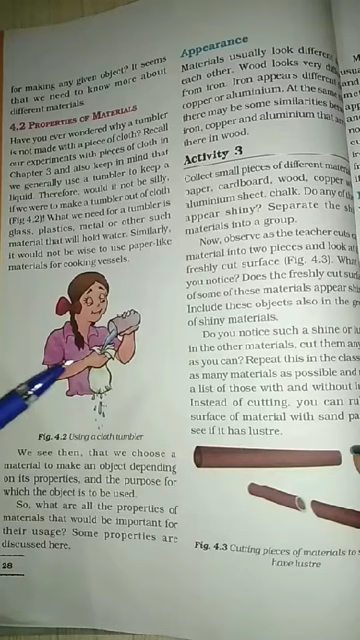 for making any given object? It seems
that we need to know more about
different materials.
4.2 PROPERTIES OF MATERIALS
Have you ever wondered why a tumbler
is not made with a piece of cloth? Recall
our experiments with pieces of cloth in
Chapter 3 and also keep in mind that
we generally use a tumbler to keep a
liquid. Therefore, would it not be silly,
if we were to make a tumbler out of cloth
(Fig 4.2)! What we need for a tumbler is
glass, plastics, metal or other such
material that will hold water. Similarly,
it would not be wise to use paper-like
materials for cooking vessels.
Fig. 4.2 Using a cloth tumbler
We see then, that we choose a
material to make an object depending
on its properties, and the purpose for
which the object is to be used.
So, what are all the properties of
materials that would be important for
their usage? Some properties are
discussed here.
28
Appearance
Materials usually look different
each other. Wood looks very
from iron. Iron appears different
copper or aluminium. At the same
there may be some similarities
iron, copper and aluminium that
there in wood.
Activity 3
Collect small pieces of different
paper, cardboard, wood, copper
aluminium sheet, chalk. Do any of
appear shiny? Separate the
materials into a group.
Now, observe as the teacher cuts
material into two pieces and look at
freshly cut surface (Fig. 4.3). What
you notice? Does the freshly cut
of some of these materials appear
Include these objects also in the
of shiny materials.
Do you notice such a shine or
in the other materials, cut them
as you can? Repeat this in the class
as many materials as possible and
a list of those with and without
Instead of cutting, you can
surface of material with sand
see if it has lustre.
Fig. 4.3 Cutting pieces of materials to
have lustre